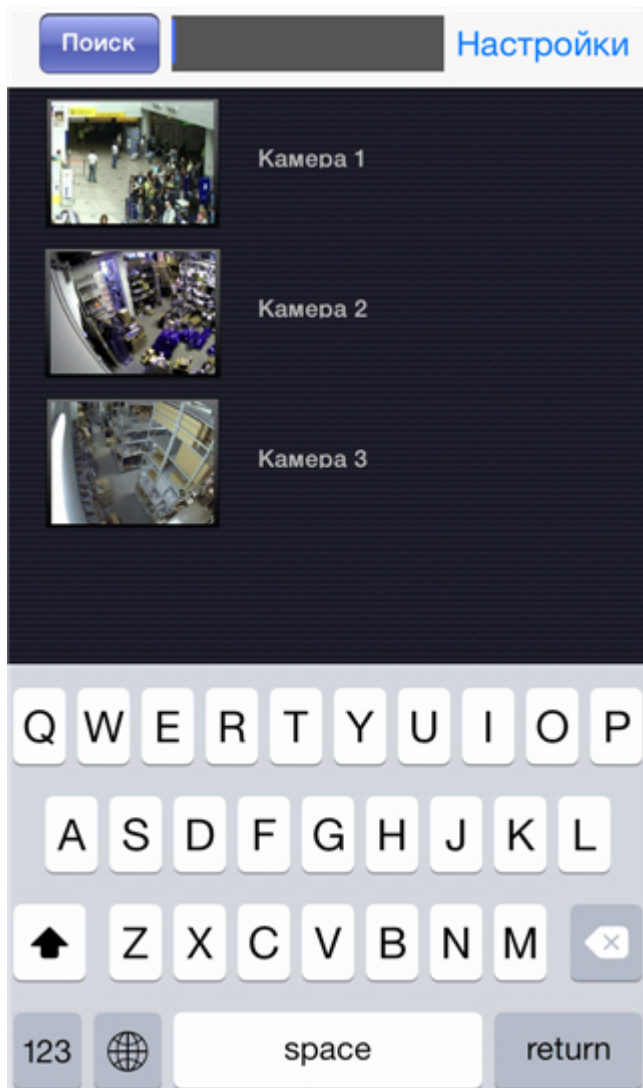 Поиск Настройки
Камера 1
Камера 2
Камера 3
Q W E R T Y U I O P
A S D F G H J K L
Z X C V B N M
123 space return